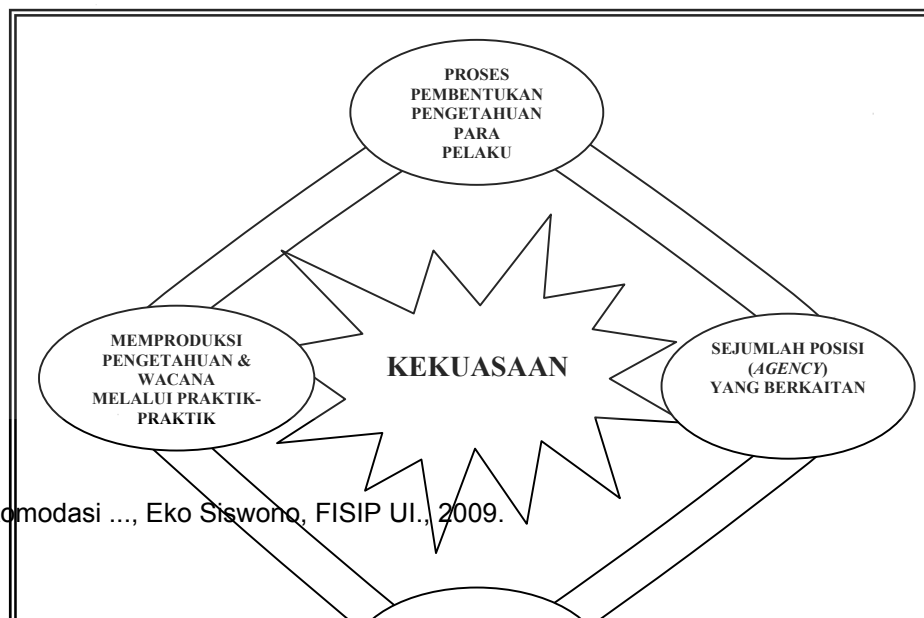 PROSES
PEMBENTUKAN
PENGETAHUAN
PARA
PELAKU
MEMPRODUKSI
PENGETAHUAN &
WACANA
MELALUI PRAKTIK-
PRAKTIK
KEKUASAAN
SEJUMLAH POSISI
(AGENCY)
YANG BERKAITAN
omodasi ..., Eko Siswono, FISIP UI., 2009.